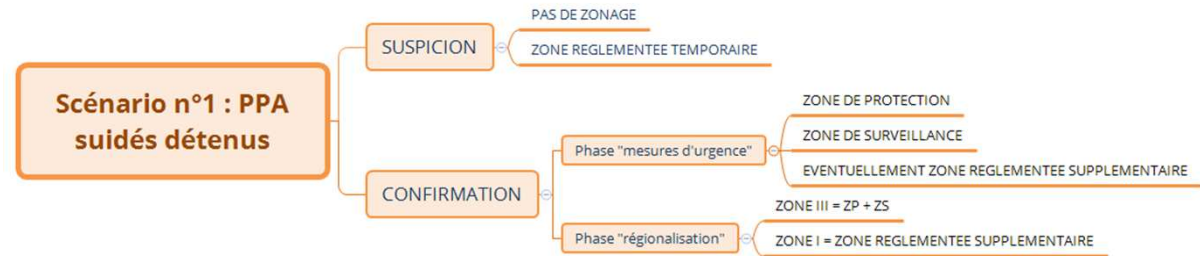 Scénario n°1 : PPA
suidés détenus
SUSPICION
PAS DE ZONAGE
ZONE REGLEMENTEE TEMPORAIRE
CONFIRMATION
Phase "mesures d'urgence"
ZONE DE PROTECTION
ZONE DE SURVEILLANCE
EVENTUELLEMENT ZONE REGLEMENTEE SUPPLEMENTAIRE
Phase "régionalisation"
ZONE III = ZP + ZS
ZONE I = ZONE REGLEMENTEE SUPPLEMENTAIRE